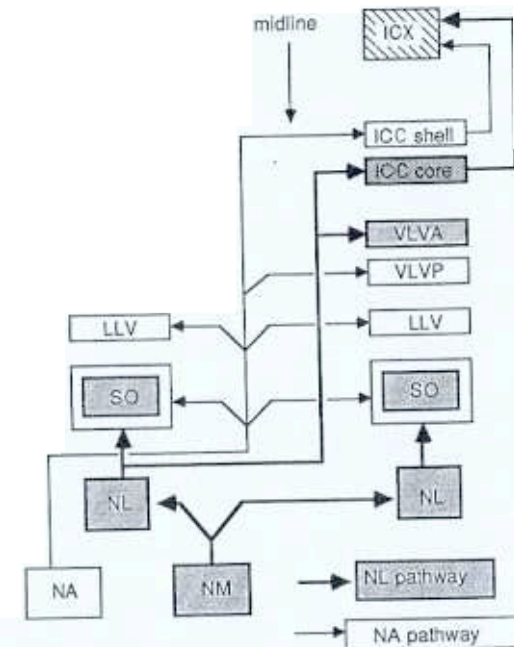 midline
ICX
ICC shell
ICC core
VLVA
VLVP
LLV
LLV
SO
SO
NL
NL
NA
NM
NL pathway
NA pathway